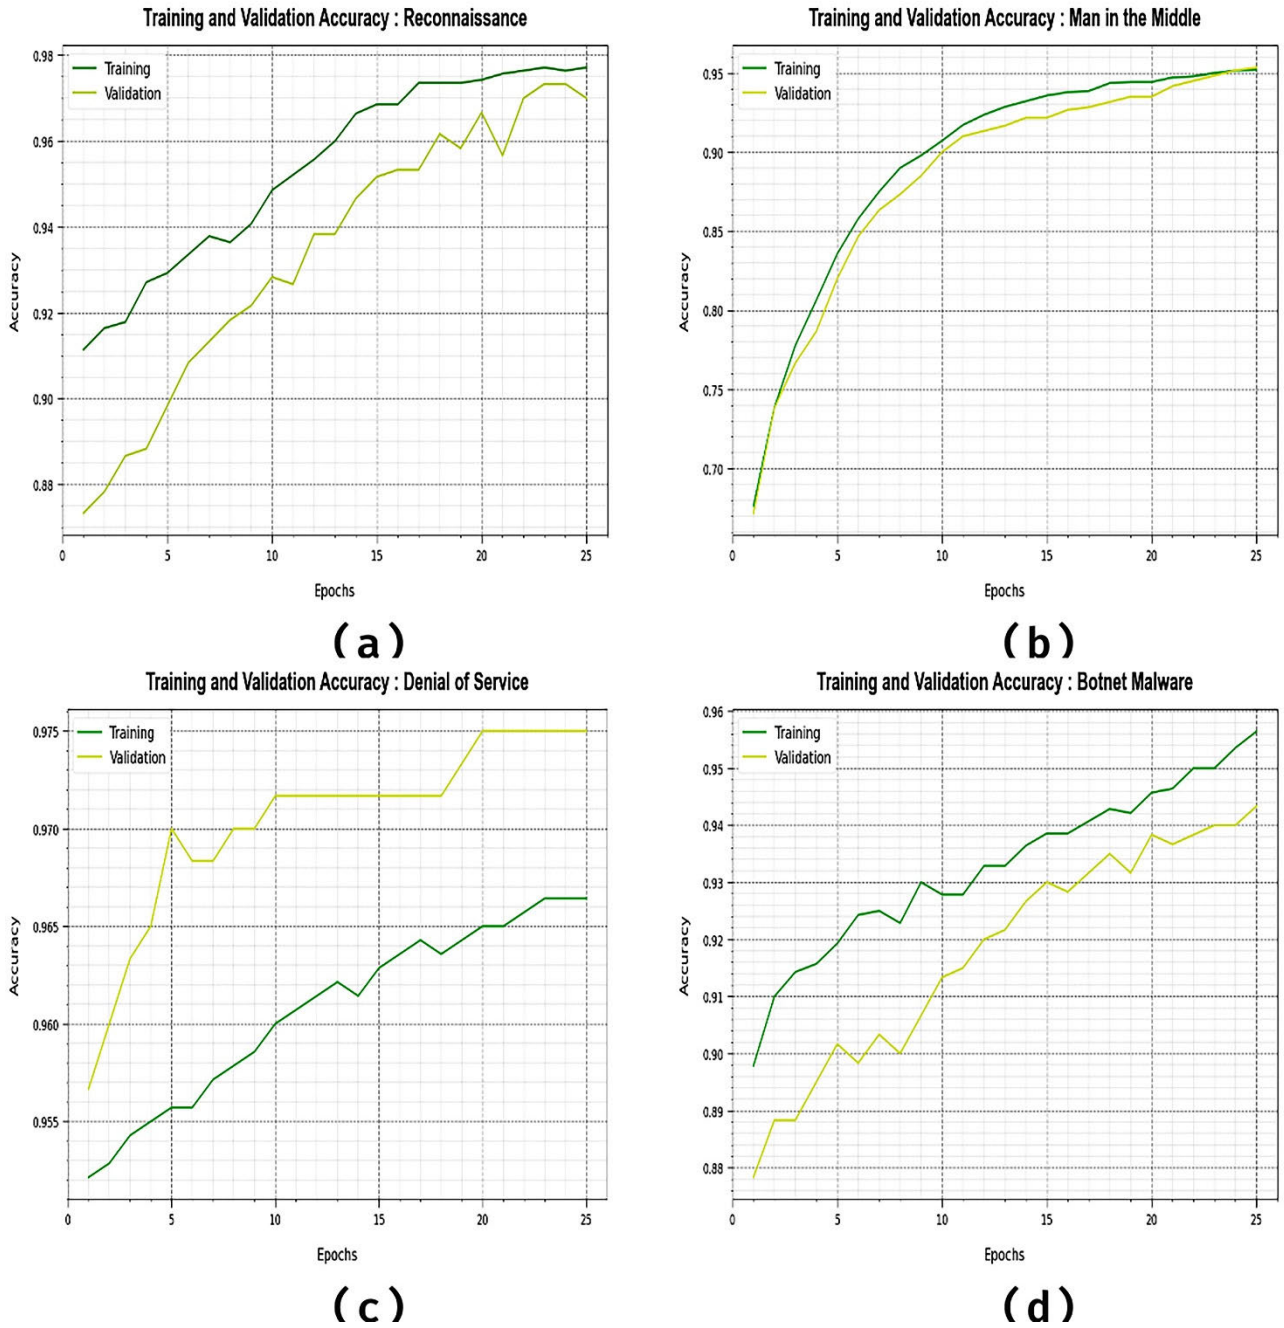 Training and Validation Accuracy : Reconnaissance
Training
Validation
0.98
0.96
0.94
0.92
0.90
0.88
Accuracy
0 5 10 15 20 25
Epochs
(a)
Training and Validation Accuracy : Man in the Middle
Training
Validation
0.95
0.90
0.85
0.80
0.75
0.70
Accuracy
0 5 10 15 20 25
Epochs
(b)
Training and Validation Accuracy : Denial of Service
Training
Validation
0.975
0.970
0.965
0.960
0.955
Accuracy
0 5 10 15 20 25
Epochs
(c)
Training and Validation Accuracy : Botnet Malware
Training
Validation
0.96
0.95
0.94
0.93
0.92
0.91
0.90
0.89
0.88
Accuracy
0 5 10 15 20 25
Epochs
(d)